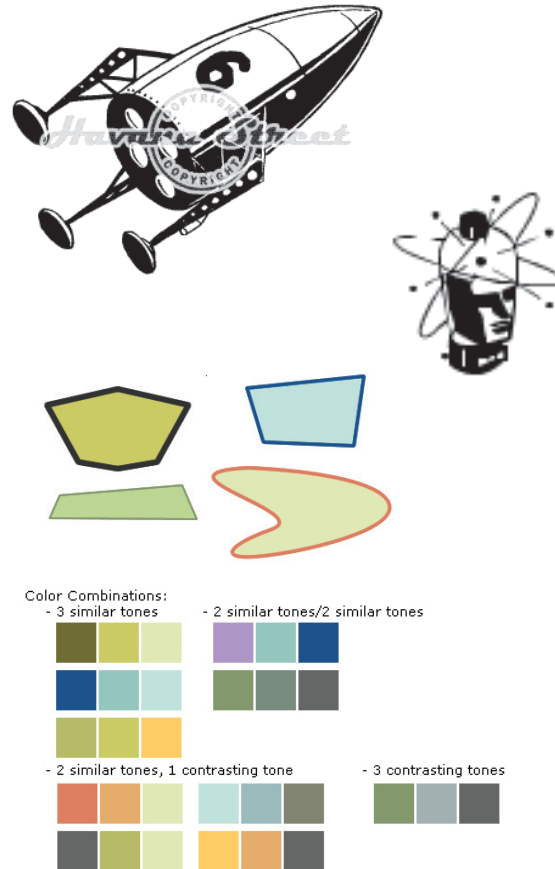 6
COPYRIGHT
Havana Street
COPYRIGHT
Color Combinations:
- 3 similar tones
- 2 similar tones/2 similar tones
- 2 similar tones, 1 contrasting tone
- 3 contrasting tones